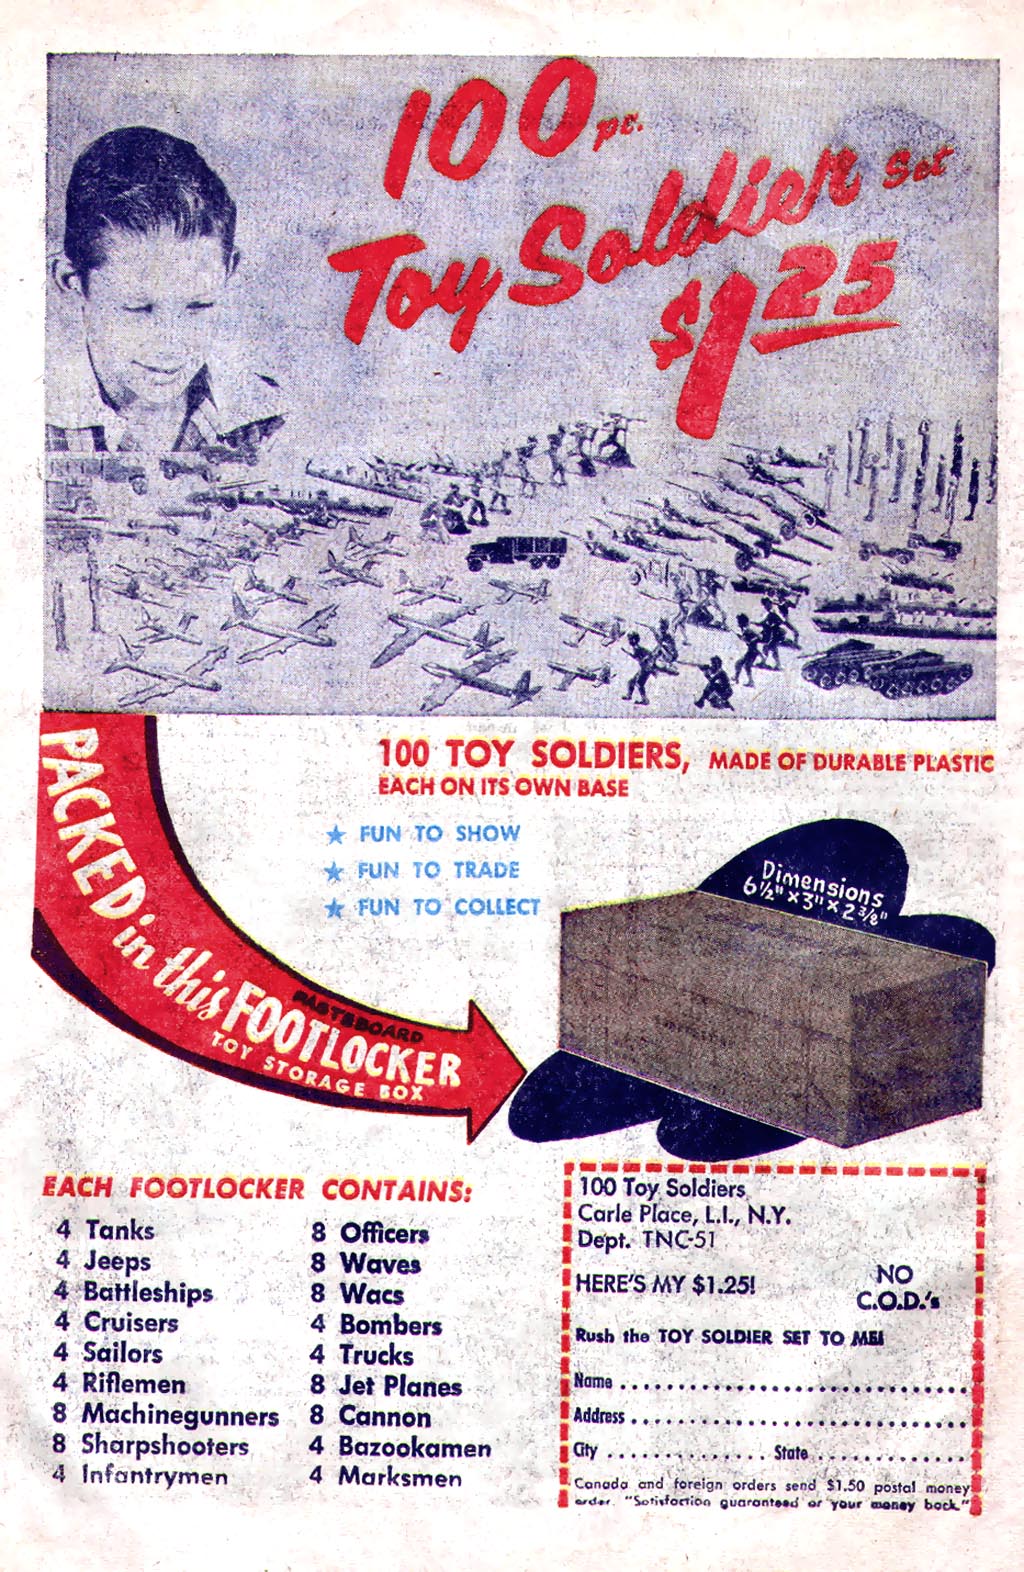 100 pc.
Toy Soldier Set
$1.25
PACKED in this PASTEBOARD FOOTLOCKER
TOY STORAGE BOX
100 TOY SOLDIERS, MADE OF DURABLE PLASTIC
EACH ON ITS OWN BASE
★ FUN TO SHOW
★ FUN TO TRADE
★ FUN TO COLLECT
Dimensions
6½" x 3" x 2 3/8"
EACH FOOTLOCKER CONTAINS:
4 Tanks
4 Jeeps
4 Battleships
4 Cruisers
4 Sailors
4 Riflemen
8 Machinegunners
8 Sharpshooters
4 Infantrymen
8 Officers
8 Waves
8 Wacs
4 Bombers
4 Trucks
8 Jet Planes
8 Cannon
4 Bazookamen
4 Marksmen
100 Toy Soldiers
Carle Place, L.I., N.Y.
Dept. TNC-51
HERE'S MY $1.25!
NO
C.O.D.'s
Rush the TOY SOLDIER SET TO ME!
Name
Address
City State
Canada and foreign orders send $1.50 postal money
order. "Satisfaction guaranteed or your money back."